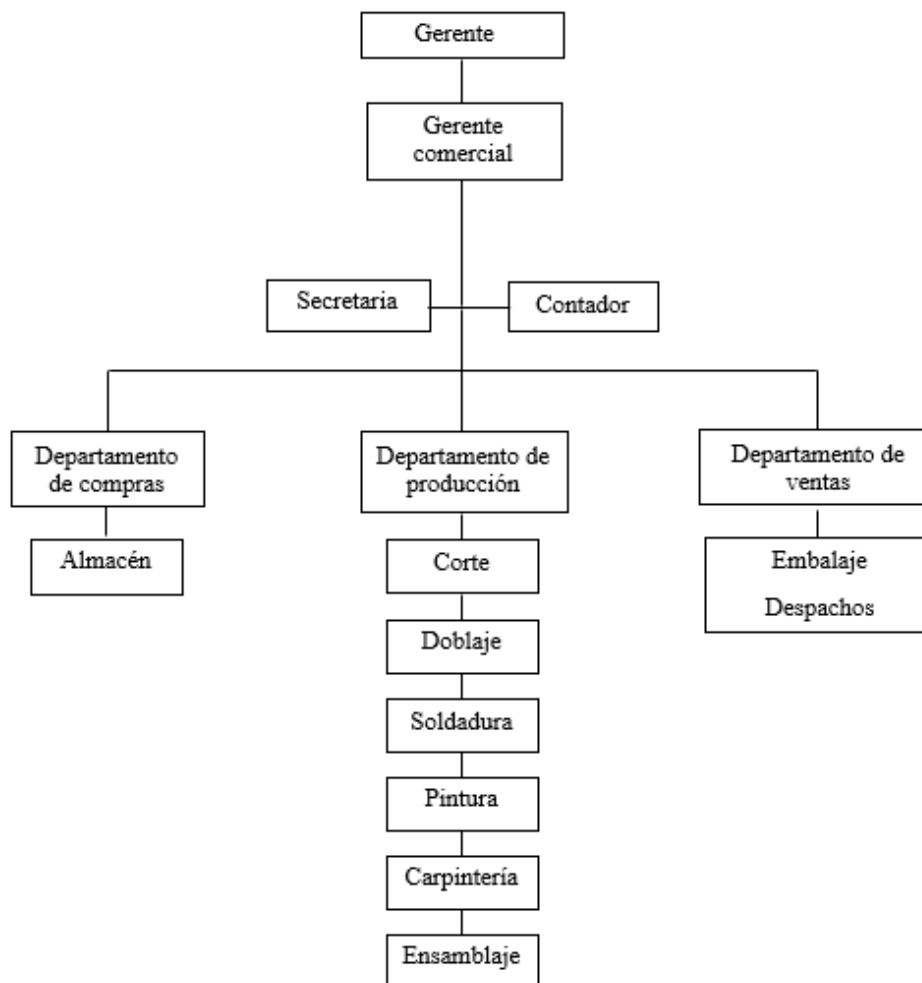 Gerente
Gerente
comercial
Secretaria
Contador
Departamento
de compras
Departamento de
producción
Departamento de
ventas
Almacén
Corte
Embalaje
Despachos
Doblaje
Soldadura
Pintura
Carpintería
Ensamblaje